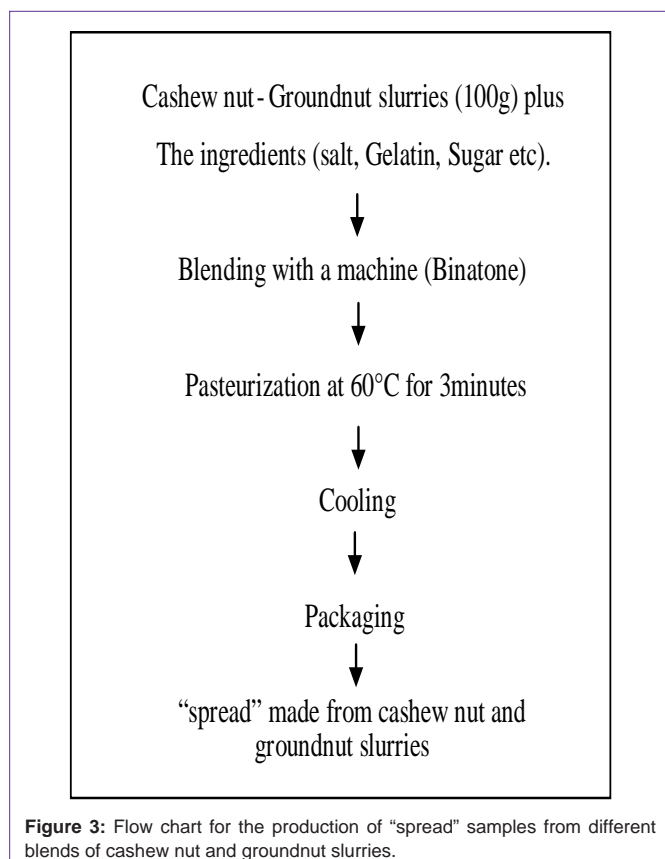 Cashew nut - Groundnut slurries (100g) plus
The ingredients (salt, Gelatin, Sugar etc).
Blending with a machine (Binatone)
Pasteurization at 60°C for 3minutes
Cooling
Packaging
“spread” made from cashew nut and
groundnut slurries
Figure 3: Flow chart for the production of “spread” samples from different
blends of cashew nut and groundnut slurries.